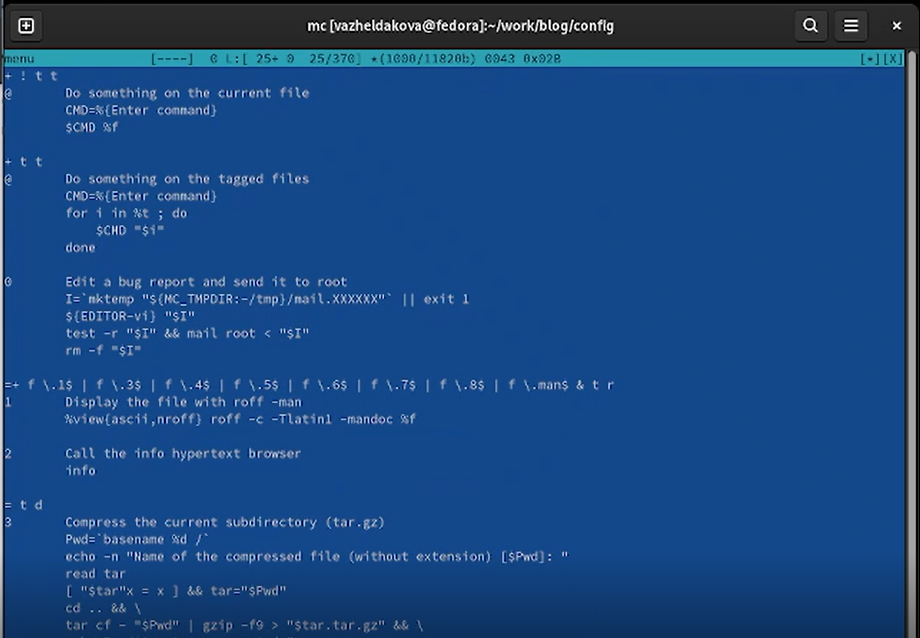 mc [vazheldakova@fedora]:~/work/blog/config
menu [----] 0 L:[ 25+ 0 25/370] *(1000/11820b) 0043 0x02B [*][X]
+ ! t t
@ Do something on the current file
CMD=%{Enter command}
$CMD %f
+ t t
@ Do something on the tagged files
CMD=%{Enter command}
for i in %t ; do
$CMD "$i"
done
0 Edit a bug report and send it to root
I=`mktemp "${MC_TMPDIR:-/tmp}/mail.XXXXXX"` || exit 1
${EDITOR-vi} "$I"
test -r "$I" && mail root < "$I"
rm -f "$I"
=+ f \.1$ | f \.3$ | f \.4$ | f \.5$ | f \.6$ | f \.7$ | f \.8$ | f \.man$ & t r
1 Display the file with roff -man
%view{ascii,nroff} roff -c -Tlatin1 -mandoc %f
2 Call the info hypertext browser
info
= t d
3 Compress the current subdirectory (tar.gz)
Pwd=`basename %d /`
echo -n "Name of the compressed file (without extension) [$Pwd]: "
read tar
[ "$tar"x = x ] && tar="$Pwd"
cd .. && \
tar cf - "$Pwd" | gzip -f9 > "$tar.tar.gz" && \